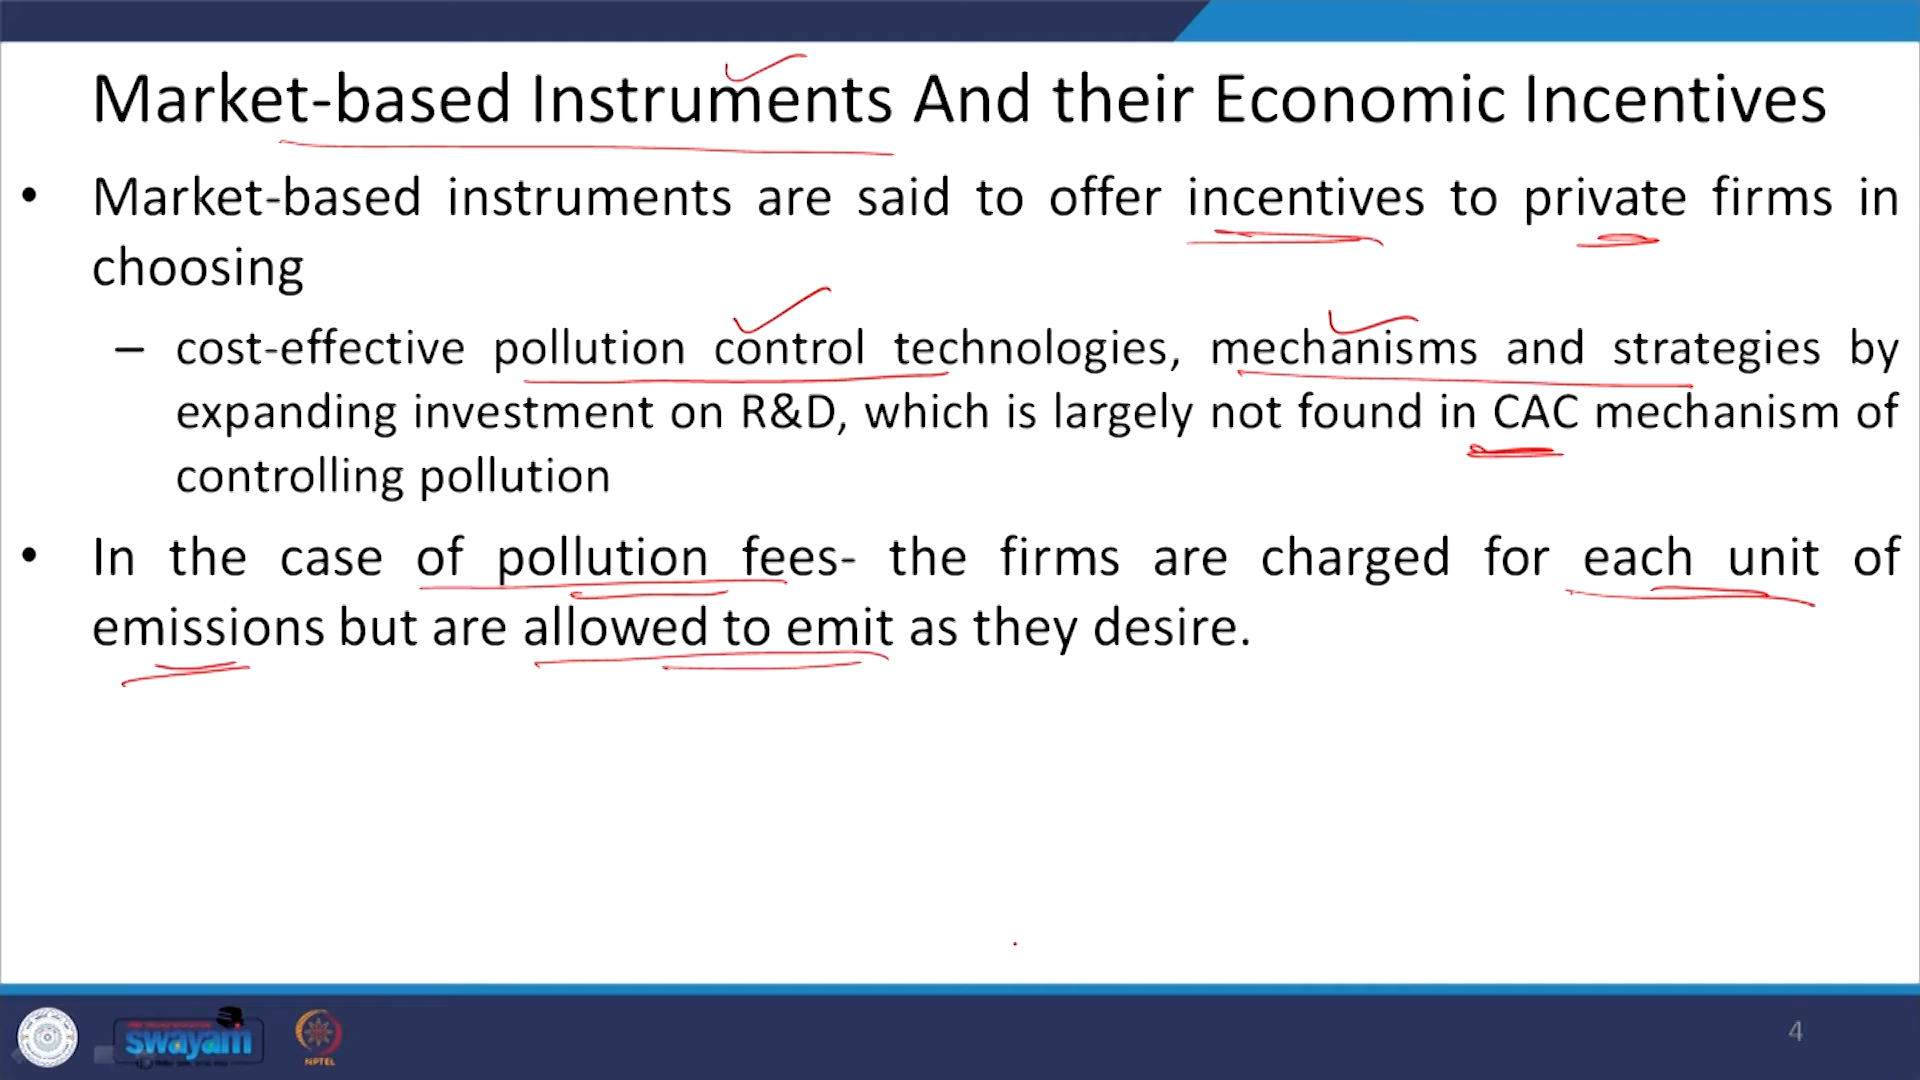 Market-based Instruments And their Economic Incentives
• Market-based instruments are said to offer incentives to private firms in
choosing
– cost-effective pollution control technologies, mechanisms and strategies by
expanding investment on R&D, which is largely not found in CAC mechanism of
controlling pollution
• In the case of pollution fees- the firms are charged for each unit of
emissions but are allowed to emit as they desire.
swayam
NPTEL
4